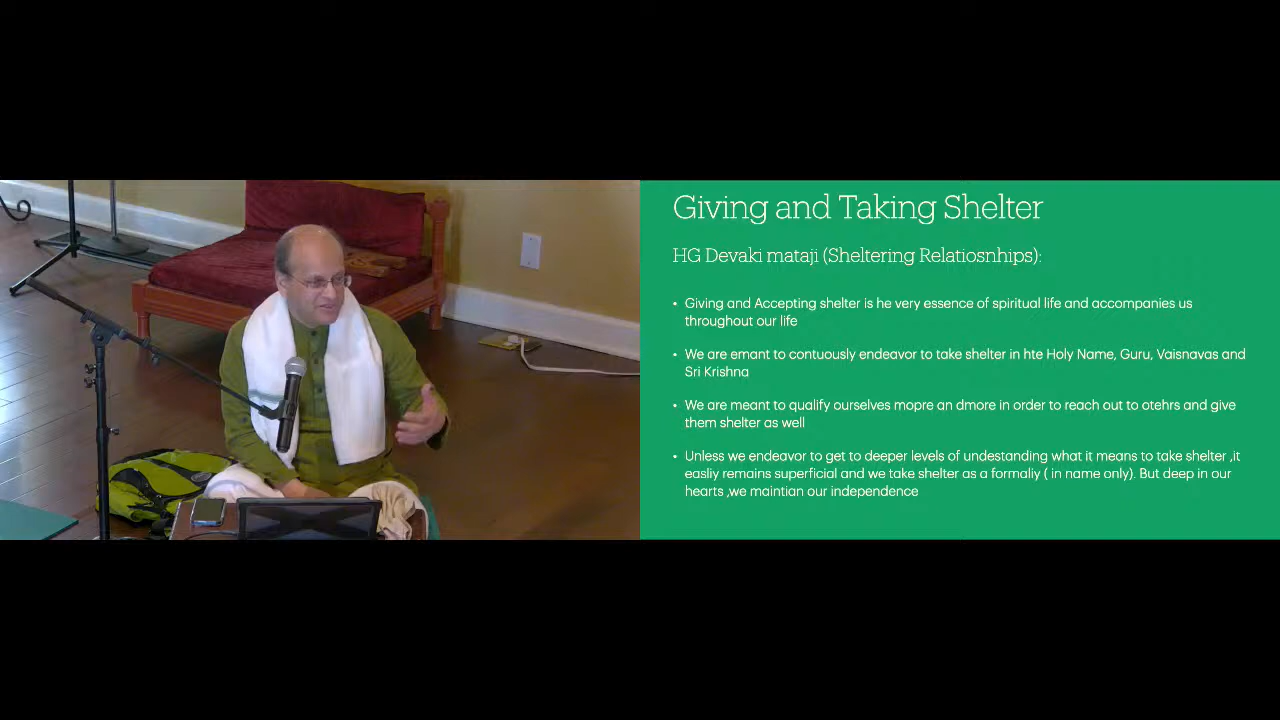 Giving and Taking Shelter
HG Devaki mataji (Sheltering Relatiosnhips):
• Giving and Accepting shelter is he very essence of spiritual life and accompanies us
throughout our life
• We are emant to contuously endeavor to take shelter in hte Holy Name, Guru, Vaisnavas and
Sri Krishna
• We are meant to qualify ourselves mopre an dmore in order to reach out to otehrs and give
them shelter as well
• Unless we endeavor to get to deeper levels of undestanding what it means to take shelter ,it
easliy remains superficial and we take shelter as a formaliy ( in name only). But deep in our
hearts ,we maintian our independence